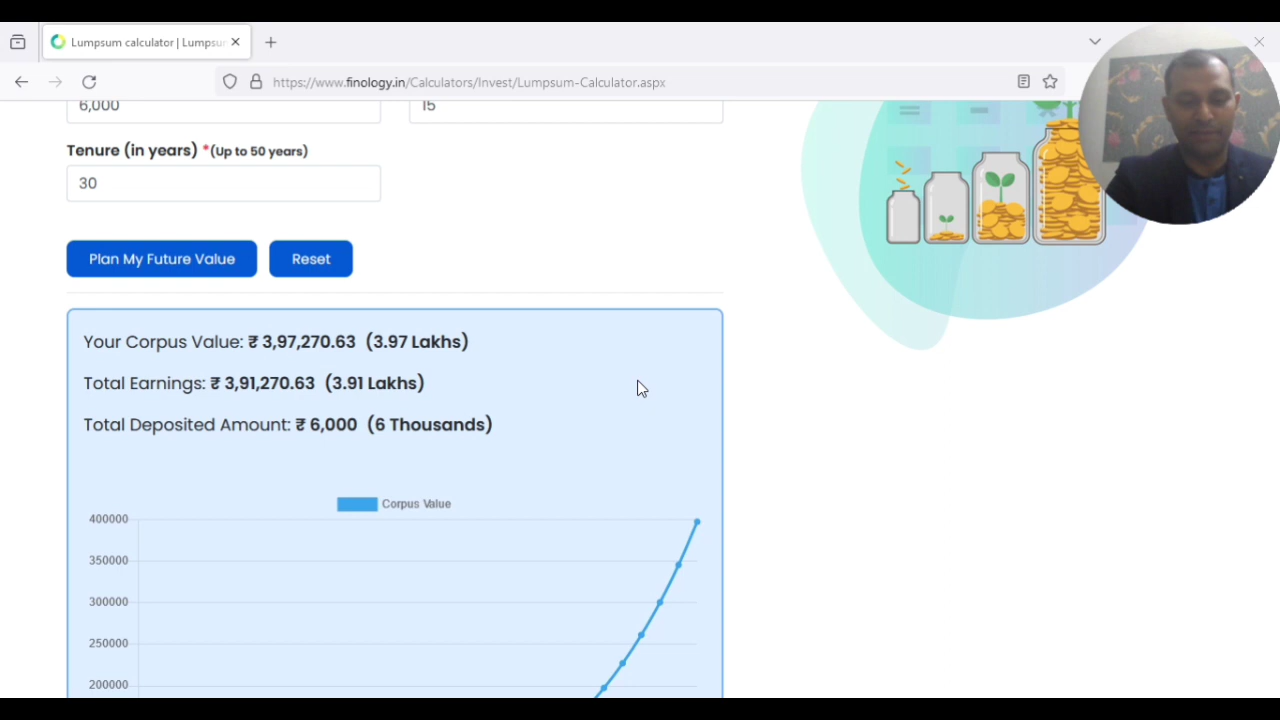 Lumpsum calculator | Lumpsu
https://www.finology.in/Calculators/Invest/Lumpsum-Calculator.aspx
6,000
15
Tenure (in years) *(Up to 50 years)
30
Plan My Future Value
Reset
Your Corpus Value: ₹ 3,97,270.63 (3.97 Lakhs)
Total Earnings: ₹ 3,91,270.63 (3.91 Lakhs)
Total Deposited Amount: ₹ 6,000 (6 Thousands)
Corpus Value
400000
350000
300000
250000
200000